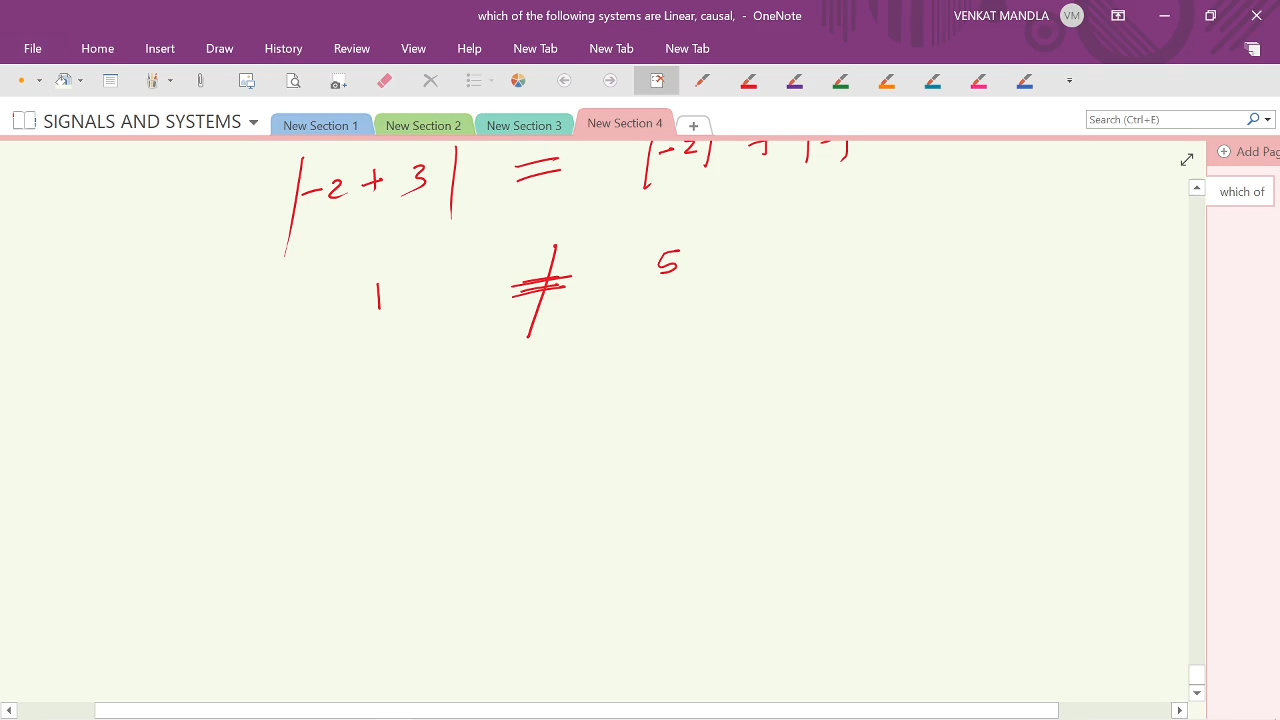 which of the following systems are Linear, causal, - OneNote
VENKAT MANDLA VM
File Home Insert Draw History Review View Help New Tab New Tab New Tab
SIGNALS AND SYSTEMS New Section 1 New Section 2 New Section 3 New Section 4 Search (Ctrl+E)
Add Pag
which of
|-2 + 3| = |-2| +
1 ≠ 5